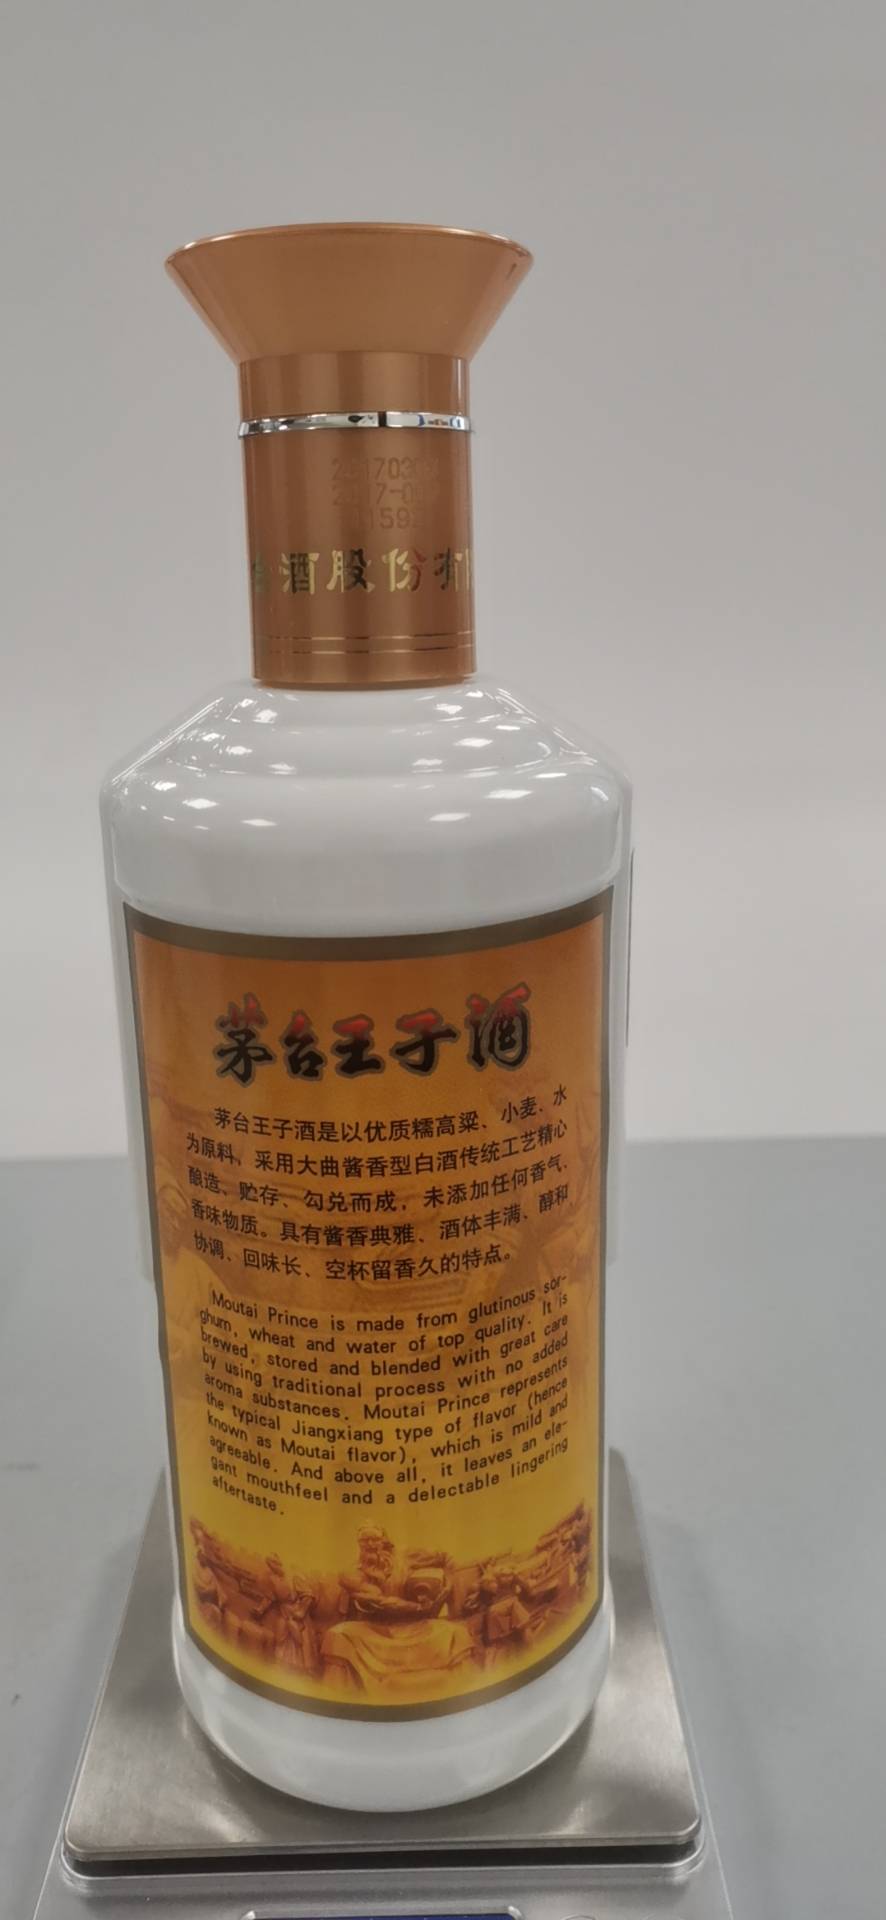 酒股份有
茅台王子酒
茅台王子酒是以优质糯高粱、小麦、水
为原料，采用大曲酱香型白酒传统工艺精心
酿造、贮存、勾兑而成，未添加任何香气、
香味物质。具有酱香典雅、酒体丰满、醇和
协调、回味长、空杯留香久的特点。
Moutai Prince is made from glutinous sor-
ghum, wheat and water of top quality. It is
brewed, stored and blended with great care
by using traditional process with no added
aroma substances. Moutai Prince represents
the typical Jiangxiang type of flavor (hence
known as Moutai flavor), which is mild and
agreeable. And above all, it leaves an ele-
gant mouthfeel and a delectable lingering
aftertaste.